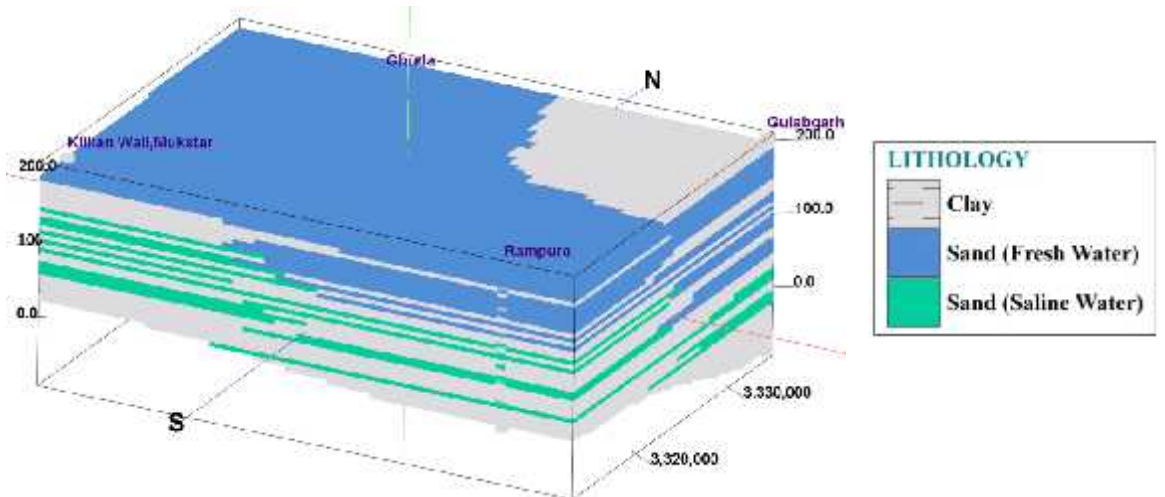 Ghugla
N
Gulabgarh
Killian Wali,Mukstar
200.0
200.0
100.0
Rampura
100
0.0
0.0
3,330,000
S
3,320,000
LITHOLOGY
Clay
Sand (Fresh Water)
Sand (Saline Water)